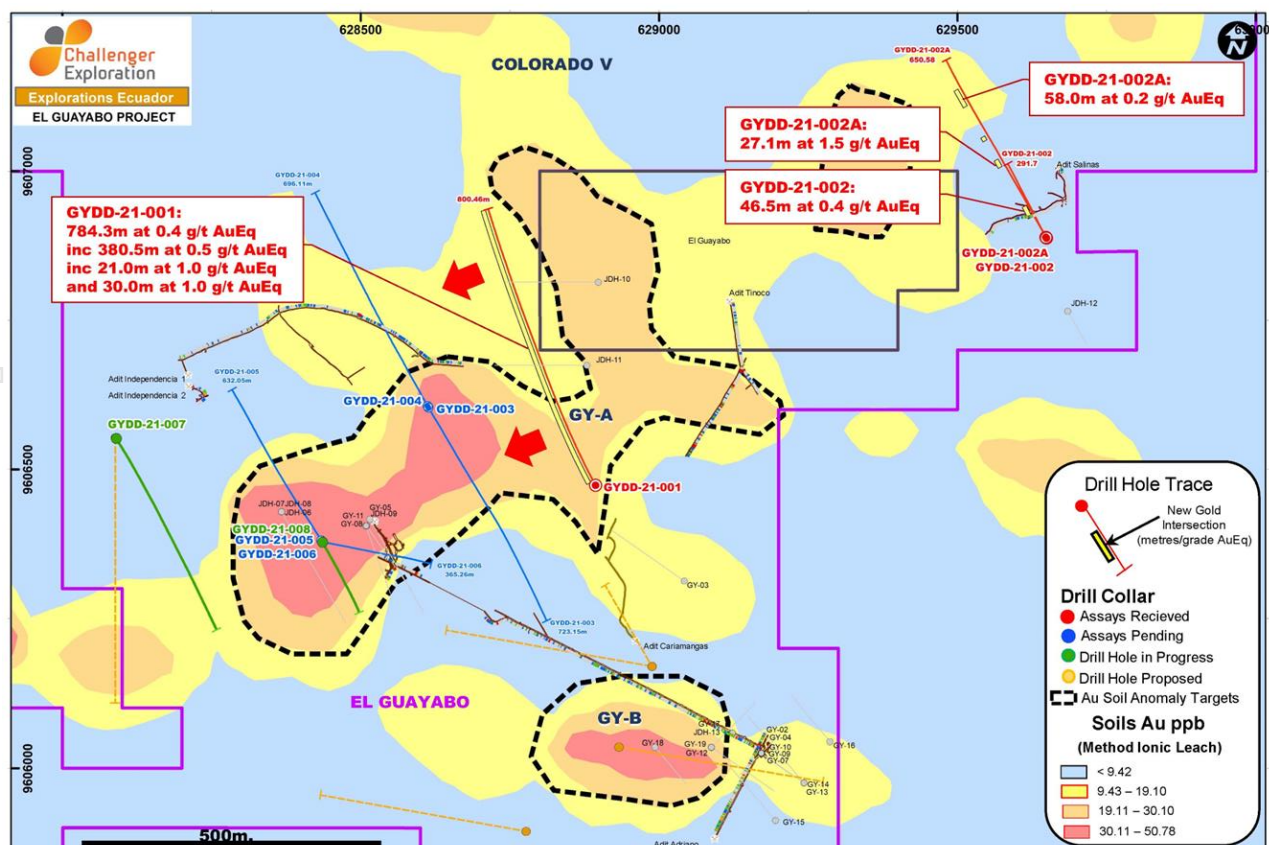 628500
629000
629500
63
9607000
9606500
9606000
Challenger
Exploration
Explorations Ecuador
EL GUAYABO PROJECT
COLORADO V
N
GYDD-21-002A
650.58
GYDD-21-002A:
58.0m at 0.2 g/t AuEq
GYDD-21-002A:
27.1m at 1.5 g/t AuEq
GYDD-21-002
291.7
Adit Salinas
GYDD-21-002:
46.5m at 0.4 g/t AuEq
GYDD-21-002A
GYDD-21-002
GYDD-21-004
696.11m
GYDD-21-001:
784.3m at 0.4 g/t AuEq
inc 380.5m at 0.5 g/t AuEq
inc 21.0m at 1.0 g/t AuEq
and 30.0m at 1.0 g/t AuEq
800.46m
El Guayabo
JDH-10
Adit Tinoco
JDH-12
JDH-11
GYDD-21-005
632.05m
Adit Independencia 1
Adit Independencia 2
GYDD-21-004
GYDD-21-003
GY-A
GYDD-21-007
GYDD-21-001
JDH-07
JDH-08
JDH-06
GY-05
GY-11
JDH-09
GY-08
GYDD-21-008
GYDD-21-005
GYDD-21-006
GYDD-21-006
365.26m
GY-03
GYDD-21-003
723.15m
Adit Cariamangas
EL GUAYABO
GY-B
GY-17
JDH-13
GY-02
GY-04
GY-18
GY-19
GY-12
GY-10
GY-09
GY-07
GY-16
GY-14
GY-13
GY-15
Adit Adriano
500m.
Drill Hole Trace
New Gold
Intersection
(metres/grade AuEq)
Drill Collar
Assays Recieved
Assays Pending
Drill Hole in Progress
Drill Hole Proposed
Au Soil Anomaly Targets
Soils Au ppb
(Method Ionic Leach)
< 9.42
9.43 – 19.10
19.11 – 30.10
30.11 – 50.78